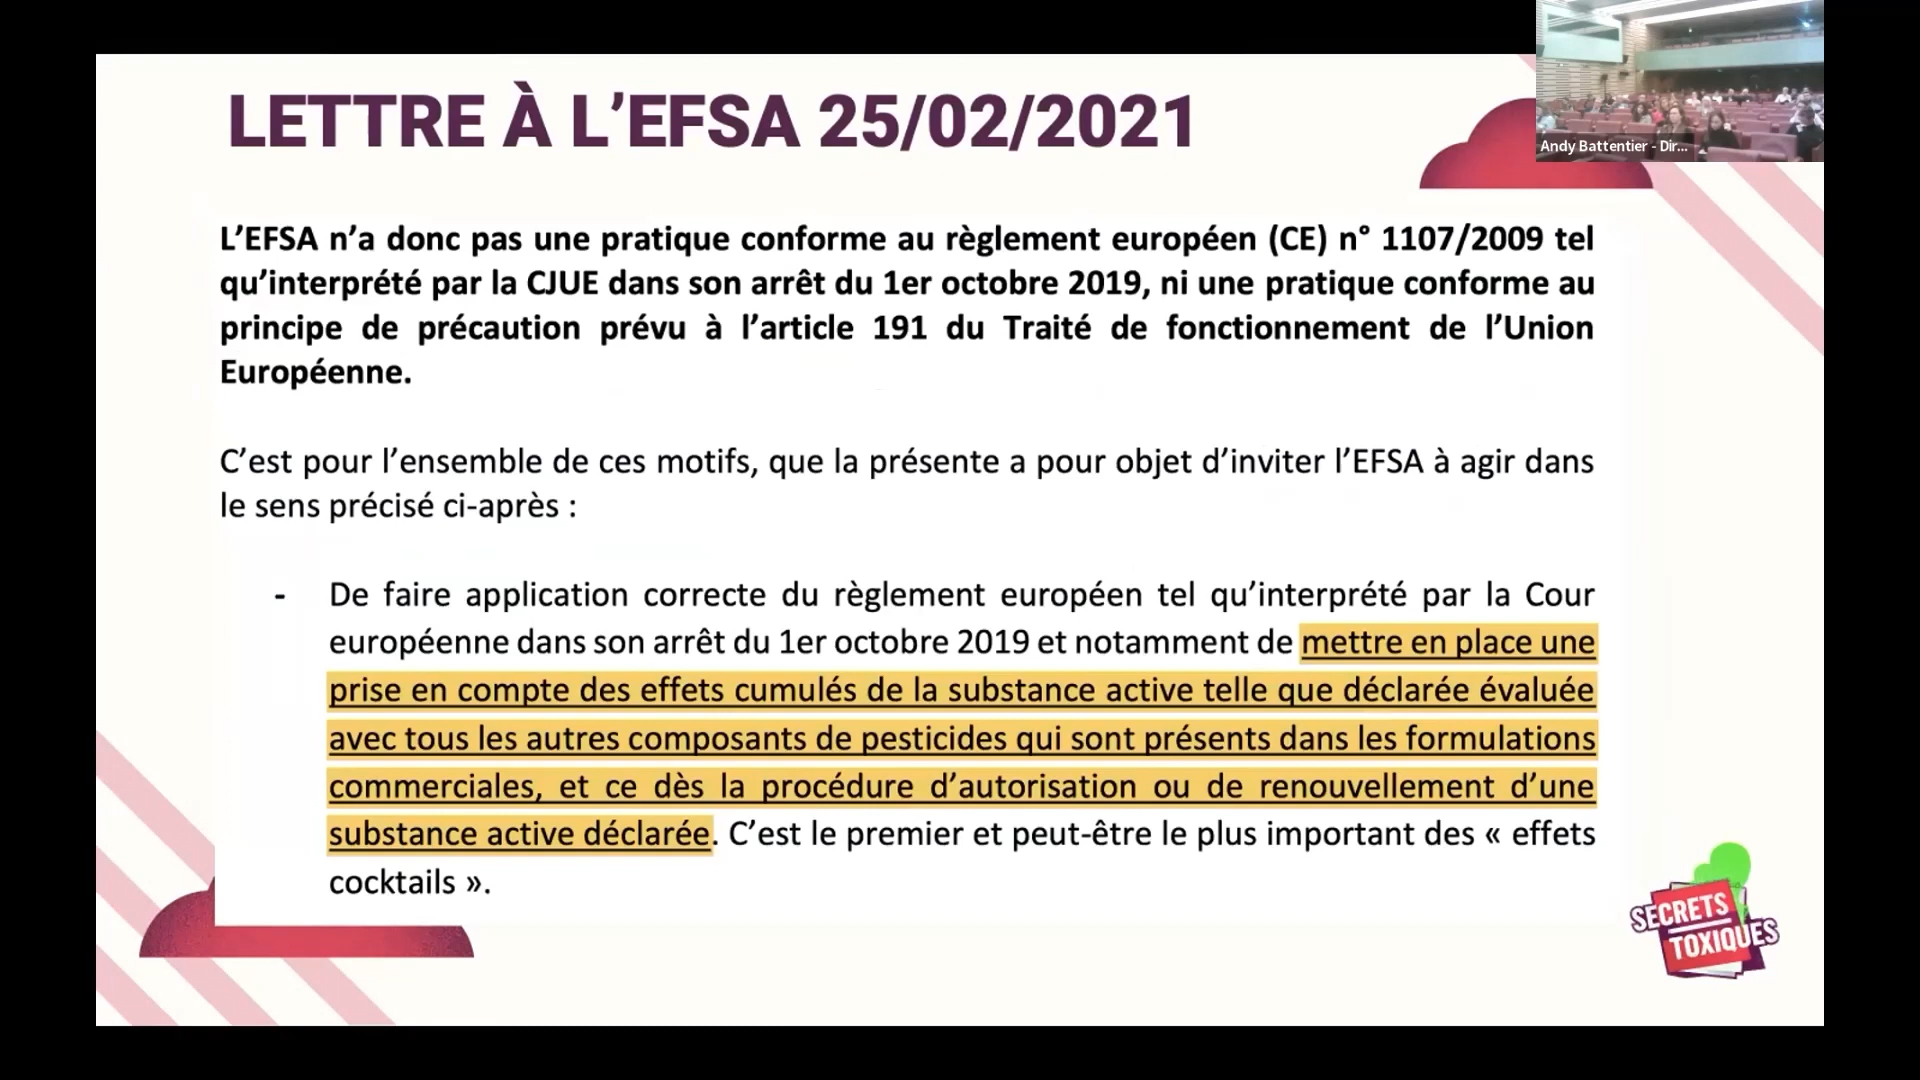 Andy Battentier - Dir...
LETTRE À L’EFSA 25/02/2021
L’EFSA n’a donc pas une pratique conforme au règlement européen (CE) n° 1107/2009 tel
qu’interprété par la CJUE dans son arrêt du 1er octobre 2019, ni une pratique conforme au
principe de précaution prévu à l’article 191 du Traité de fonctionnement de l’Union
Européenne.
C’est pour l’ensemble de ces motifs, que la présente a pour objet d’inviter l’EFSA à agir dans
le sens précisé ci-après :
- De faire application correcte du règlement européen tel qu’interprété par la Cour
européenne dans son arrêt du 1er octobre 2019 et notamment de mettre en place une
prise en compte des effets cumulés de la substance active telle que déclarée évaluée
avec tous les autres composants de pesticides qui sont présents dans les formulations
commerciales, et ce dès la procédure d’autorisation ou de renouvellement d’une
substance active déclarée. C’est le premier et peut-être le plus important des « effets
cocktails ».
SECRETS
TOXIQUES